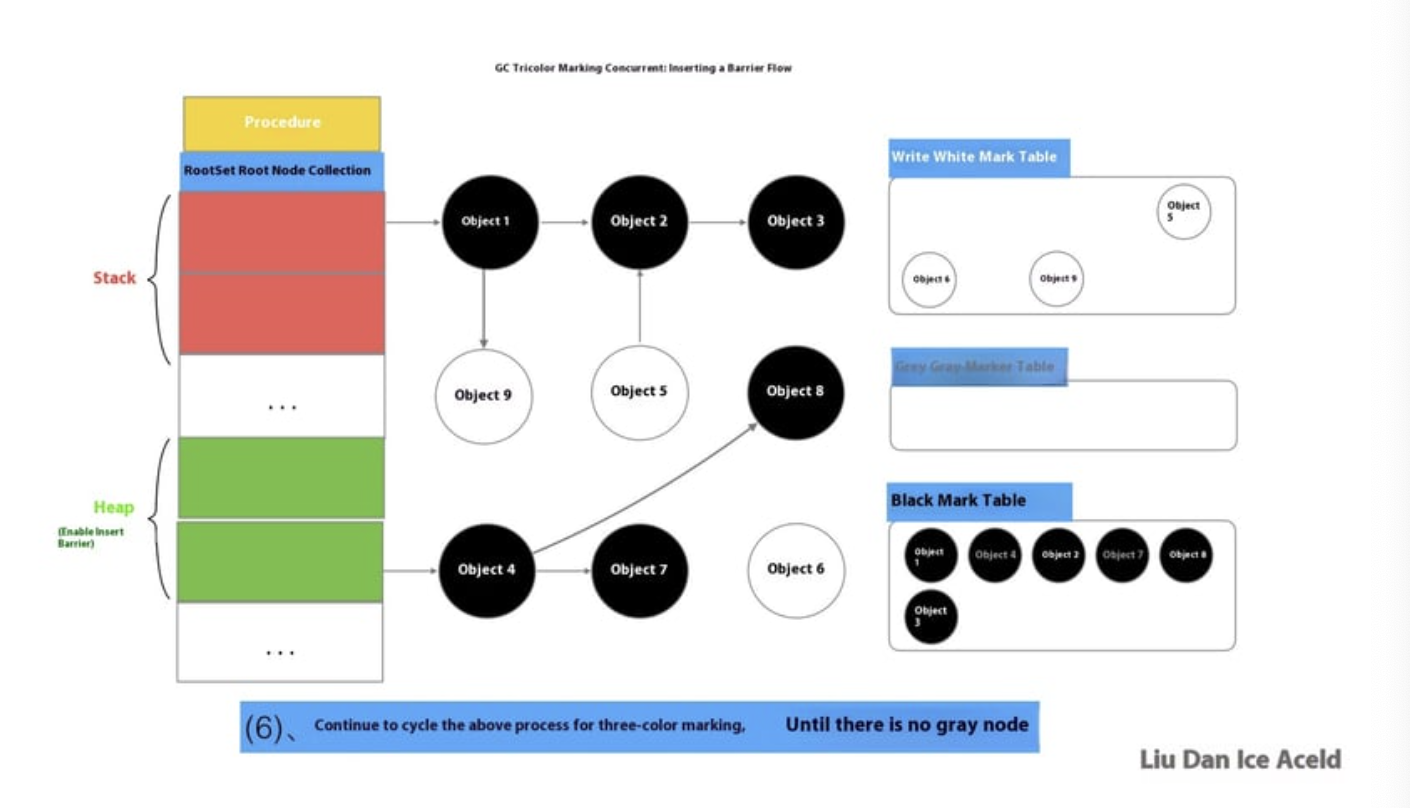 GC Tricolor Marking Concurrent: Inserting a Barrier Flow
Procedure
RootSet Root Node Collection
Stack
...
Heap
(Enable Insert
Barrier)
...
Object 1
Object 2
Object 3
Object 9
Object 5
Object 8
Object 4
Object 7
Object 6
Write White Mark Table
Object
5
Object 6
Object 9
Grey Gray Marker Table
Black Mark Table
Object
1
Object 4
Object 2
Object 7
Object 8
Object
3
(6)、 Continue to cycle the above process for three-color marking, Until there is no gray node
Liu Dan Ice Aceld